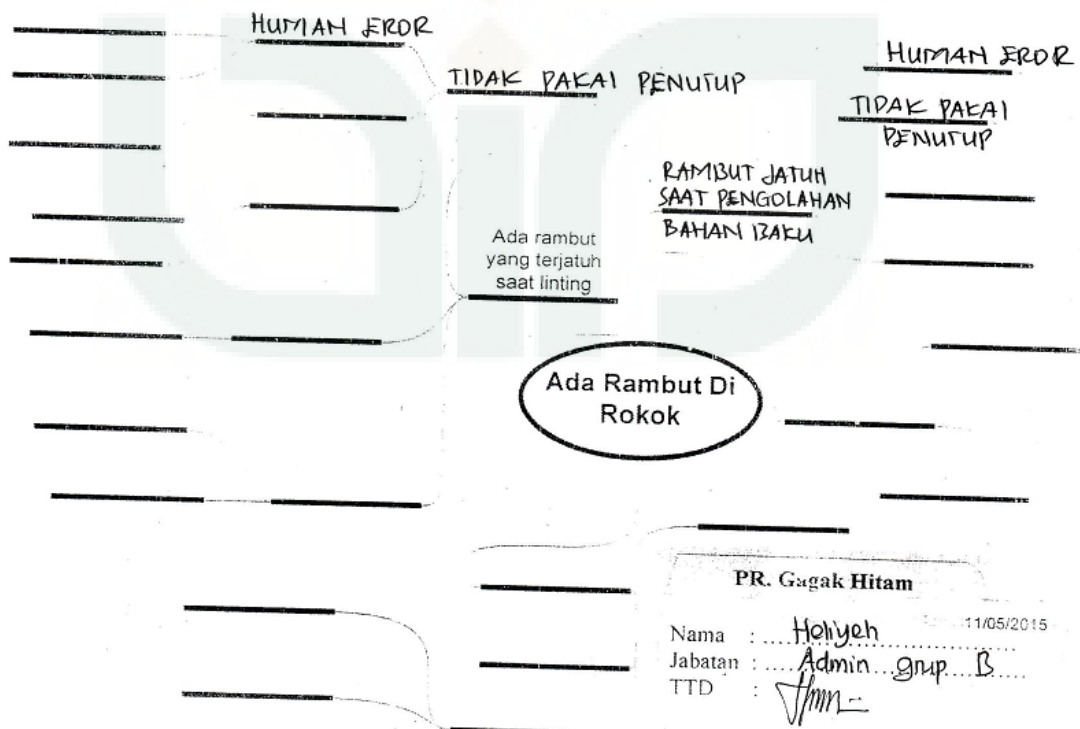 HUMAN EROR
TIDAK PAKAI PENUTUP
HUMAN EROR
TIDAK PAKAI
PENUTUP
RAMBUT JATUH
SAAT PENGOLAHAN
BAHAN BAKU
Ada rambut
yang terjatuh
saat linting
Ada Rambut Di
Rokok
PR. Gagak Hitam
11/05/2015
Nama : Holiyeh
Jabatan : Admin grup B
TTD :